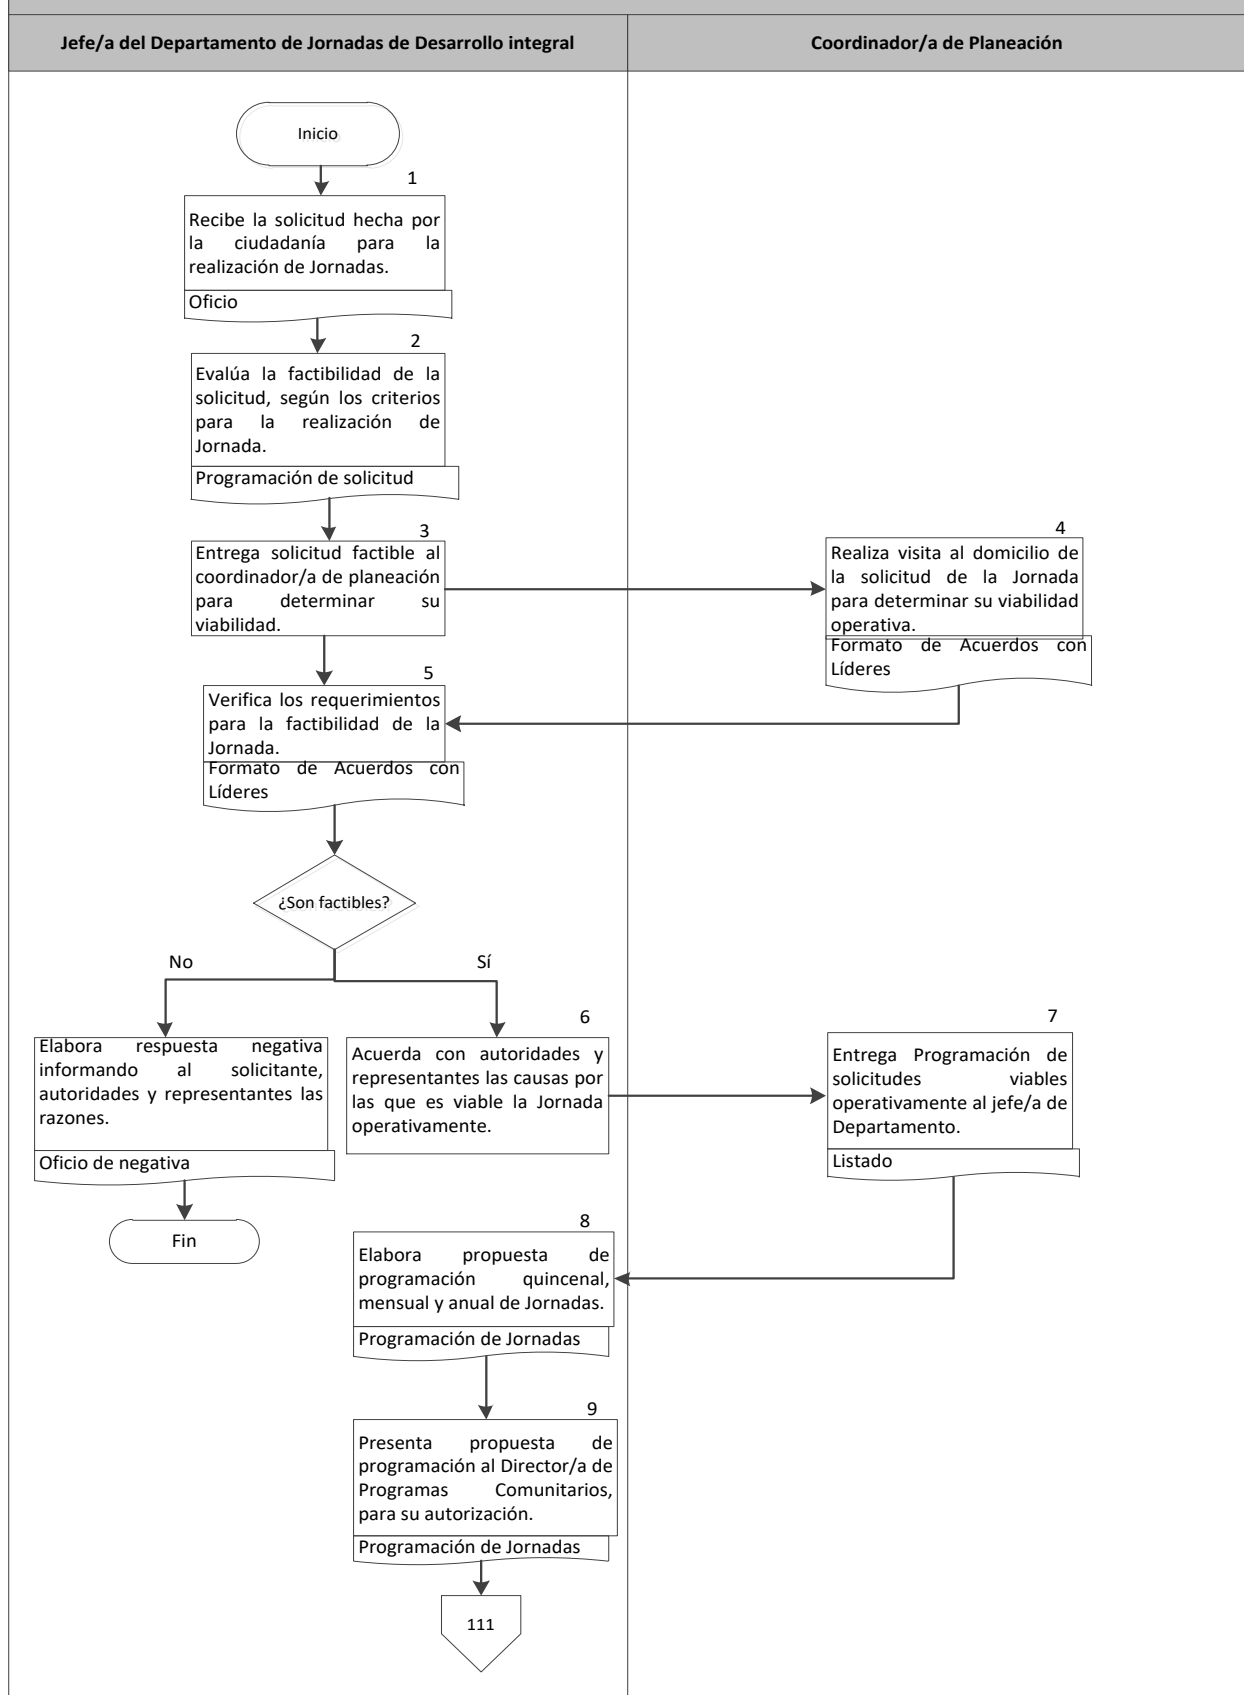 Jefe/a del Departamento de Jornadas de Desarrollo integral
Coordinador/a de Planeación
Inicio
1
Recibe la solicitud hecha por
la ciudadanía para la
realización de Jornadas.
Oficio
2
Evalúa la factibilidad de la
solicitud, según los criterios
para la realización de
Jornada.
Programación de solicitud
3
Entrega solicitud factible al
coordinador/a de planeación
para determinar su
viabilidad.
4
Realiza visita al domicilio de
la solicitud de la Jornada
para determinar su viabilidad
operativa.
Formato de Acuerdos con
Líderes
5
Verifica los requerimientos
para la factibilidad de la
Jornada.
Formato de Acuerdos con
Líderes
¿Son factibles?
No
Sí
Elabora respuesta negativa
informando al solicitante,
autoridades y representantes las
razones.
Oficio de negativa
Fin
6
Acuerda con autoridades y
representantes las causas por
las que es viable la Jornada
operativamente.
7
Entrega Programación de
solicitudes viables
operativamente al jefe/a de
Departamento.
Listado
8
Elabora propuesta de
programación quincenal,
mensual y anual de Jornadas.
Programación de Jornadas
9
Presenta propuesta de
programación al Director/a de
Programas Comunitarios,
para su autorización.
Programación de Jornadas
111